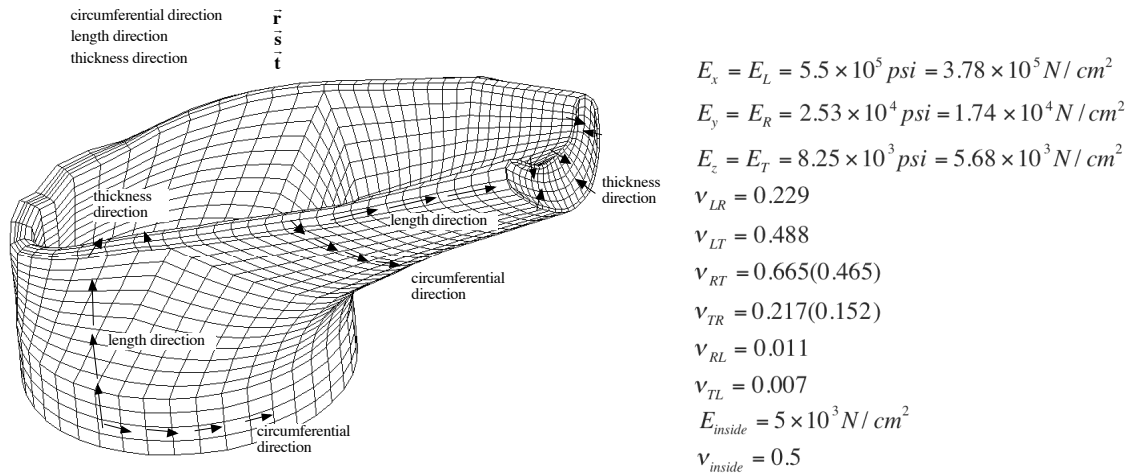 circumferential direction r⃗
length direction s⃗
thickness direction t⃗
thickness
direction
length direction
thickness
direction
circumferential
direction
length direction
circumferential
direction
E_x = E_L = 5.5 × 10^5 psi = 3.78 × 10^5 N / cm^2
E_y = E_R = 2.53 × 10^4 psi = 1.74 × 10^4 N / cm^2
E_z = E_T = 8.25 × 10^3 psi = 5.68 × 10^3 N / cm^2
ν_LR = 0.229
ν_LT = 0.488
ν_RT = 0.665(0.465)
ν_TR = 0.217(0.152)
ν_RL = 0.011
ν_TL = 0.007
E_inside = 5 × 10^3 N / cm^2
ν_inside = 0.5